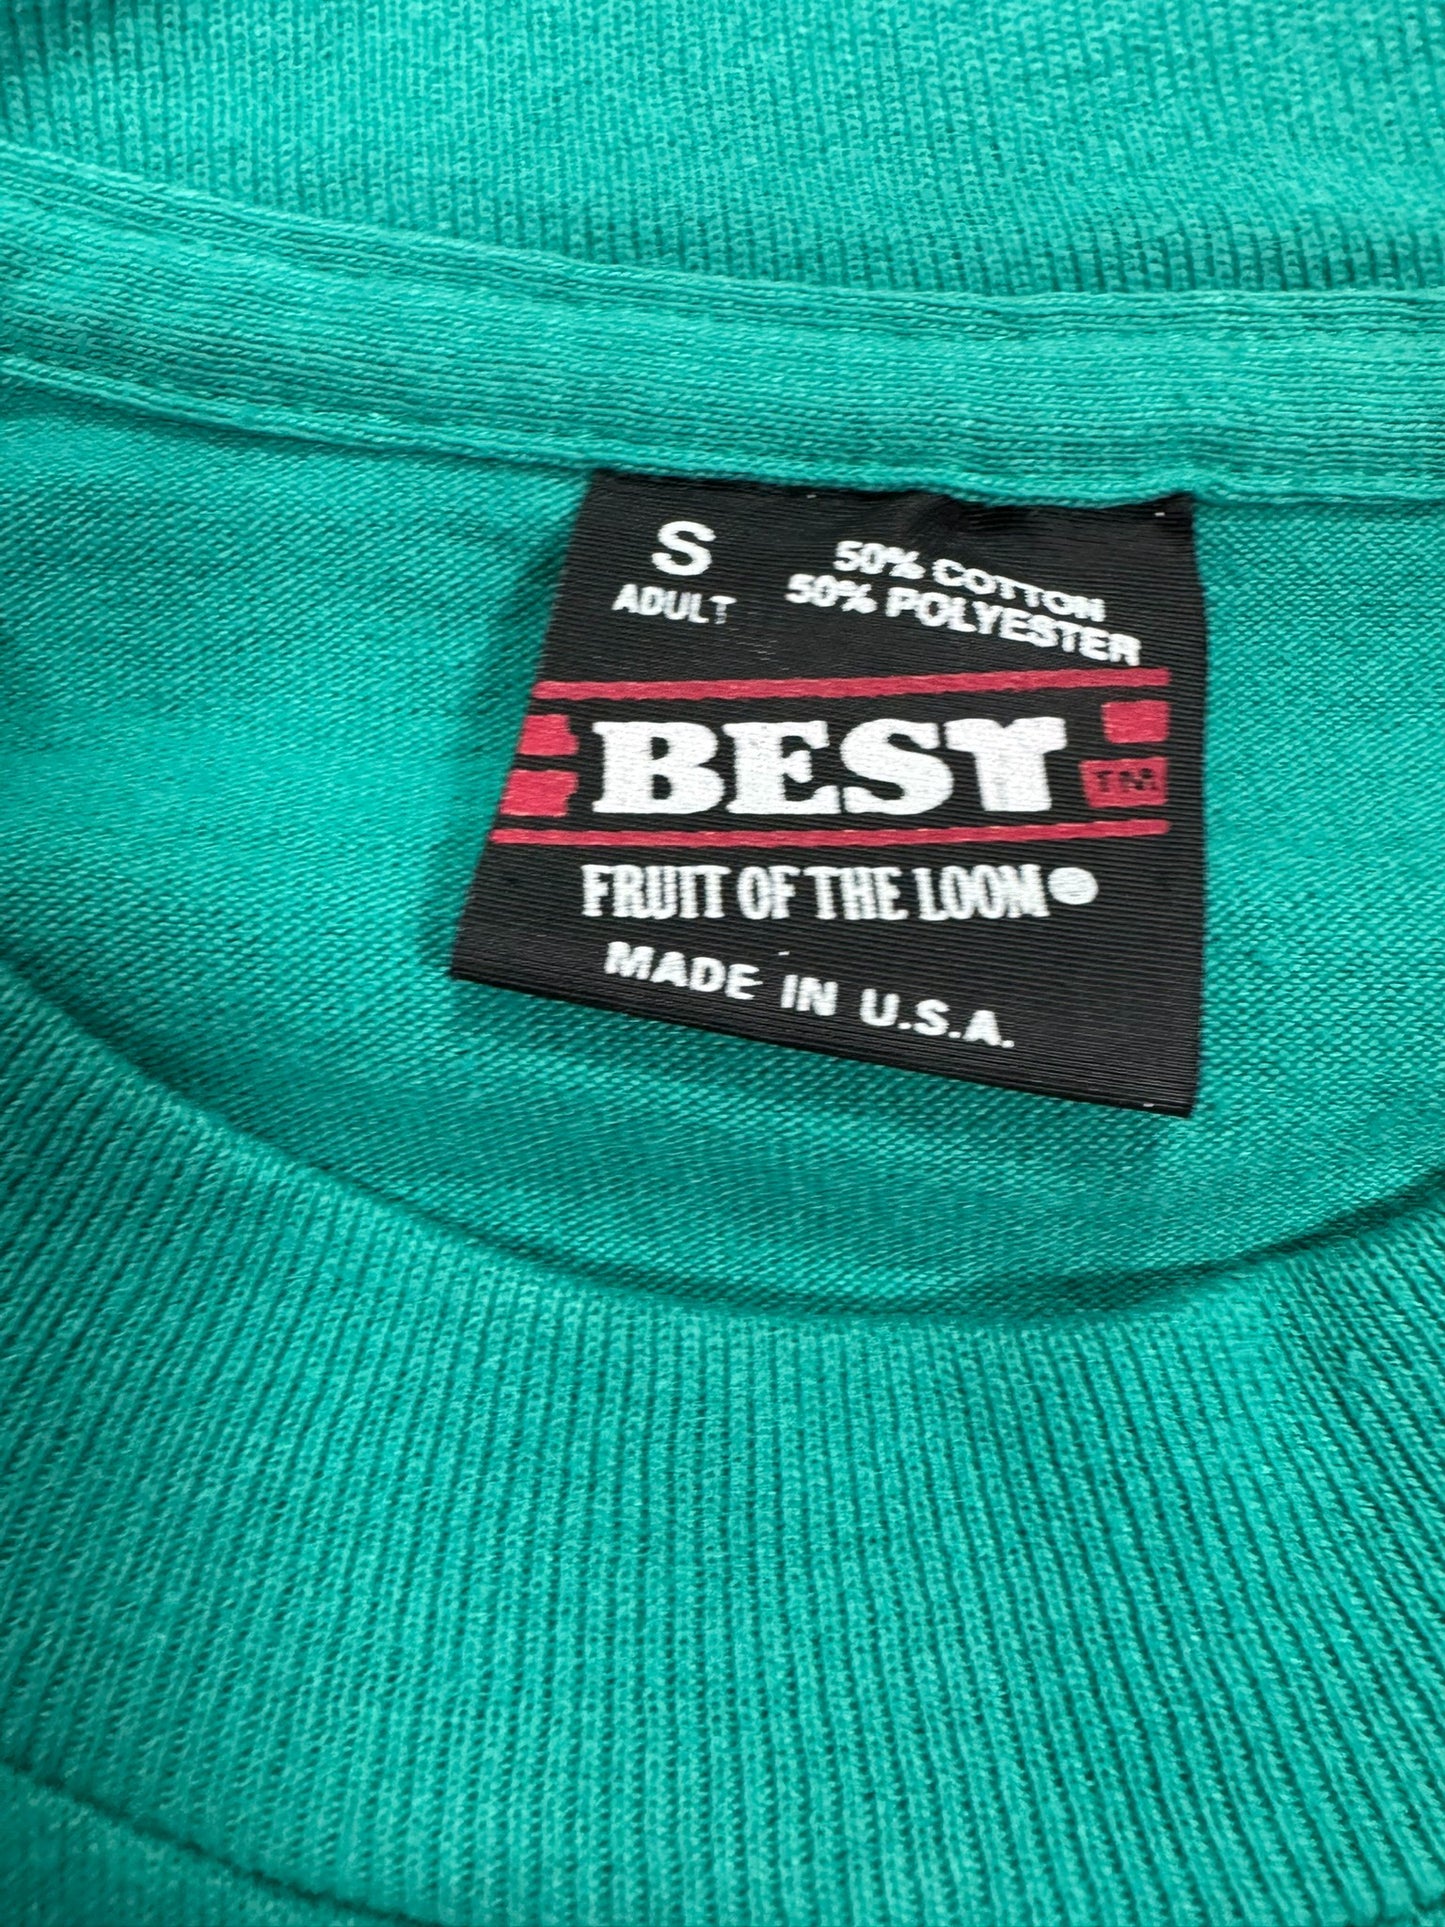 S
ADULT
50% COTTON
50% POLYESTER
BEST
TM
FRUIT OF THE LOOM
MADE IN U.S.A.